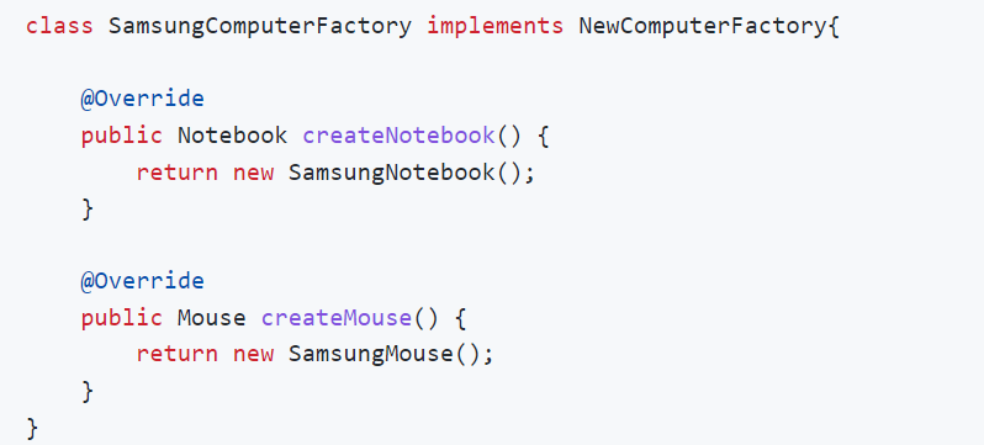 class SamsungComputerFactory implements NewComputerFactory{
@Override
public Notebook createNotebook() {
return new SamsungNotebook();
}
@Override
public Mouse createMouse() {
return new SamsungMouse();
}
}